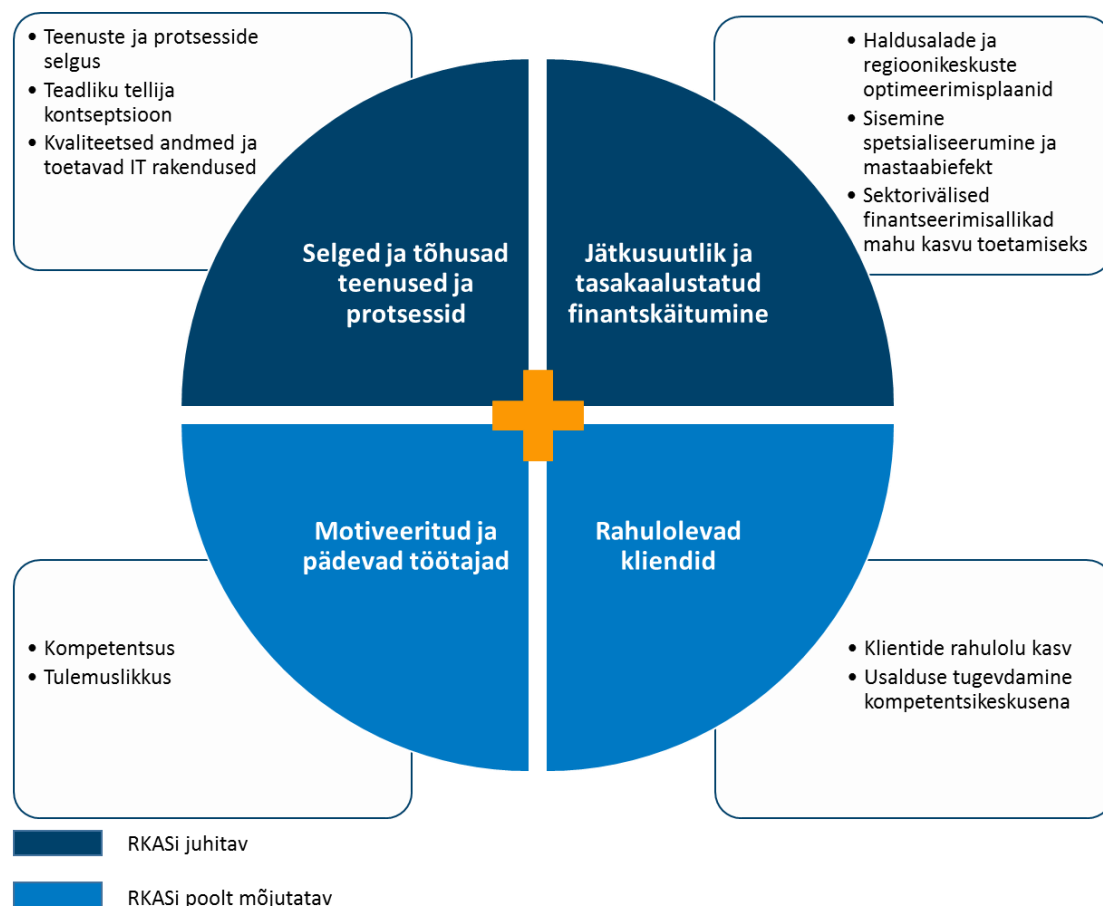 • Teenuste ja protsesside
selgus
• Teadliku tellija
kontseptsioon
• Kvaliteetsed andmed ja
toetavad IT rakendused
• Haldusalade ja
regioonikeskuste
optimeerimisplaanid
• Sisemine
spetsialiseerumine ja
mastaabiefekt
• Sektorivälised
finantseerimisallikad
mahu kasvu toetamiseks
Selged ja tõhusad
teenused ja
protsessid
Jätkusuutlik ja
tasakaalustatud
finantskäitumine
Motiveeritud ja
pädevad töötajad
Rahulolevad
kliendid
• Kompetentsus
• Tulemuslikkus
• Klientide rahulolu kasv
• Usalduse tugevdamine
kompetentsikeskusena
RKASi juhitav
RKASi poolt mõjutatav